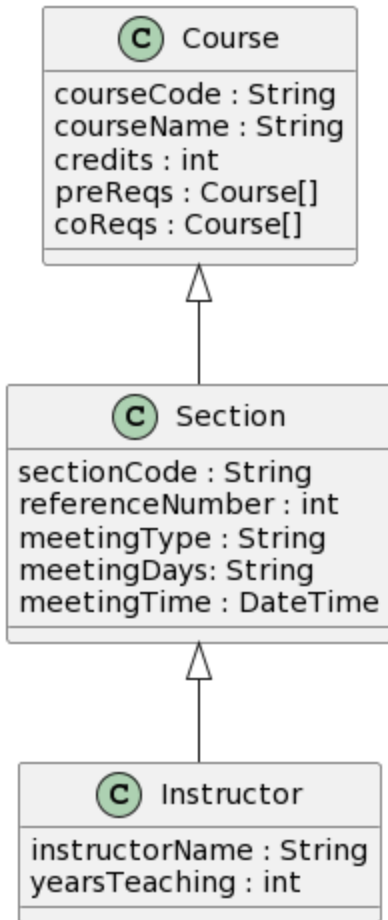 C Course
courseCode : String
courseName : String
credits : int
preReqs : Course[]
coReqs : Course[]
C Section
sectionCode : String
referenceNumber : int
meetingType : String
meetingDays: String
meetingTime : DateTime
C Instructor
instructorName : String
yearsTeaching : int